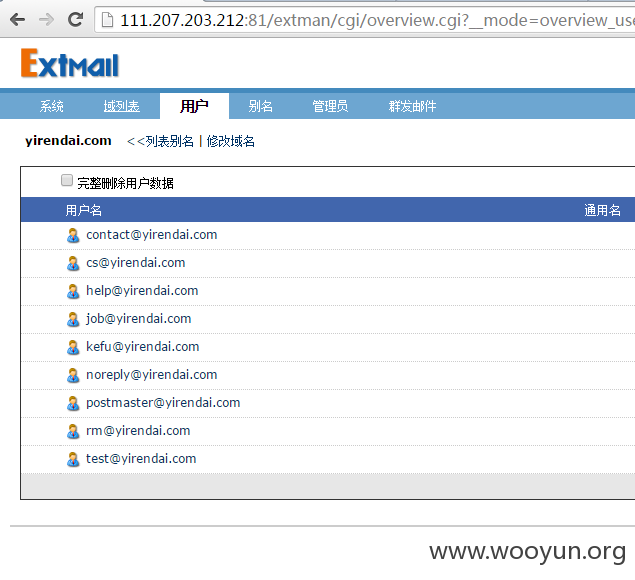 111.207.203.212:81/extman/cgi/overview.cgi?__mode=overview_us
ExtMail
系统 域列表 用户 别名 管理员 群发邮件
yirendai.com <<列表别名 | 修改域名
完整删除用户数据
用户名 通用名
contact@yirendai.com
cs@yirendai.com
help@yirendai.com
job@yirendai.com
kefu@yirendai.com
noreply@yirendai.com
postmaster@yirendai.com
rm@yirendai.com
test@yirendai.com
www.wooyun.org